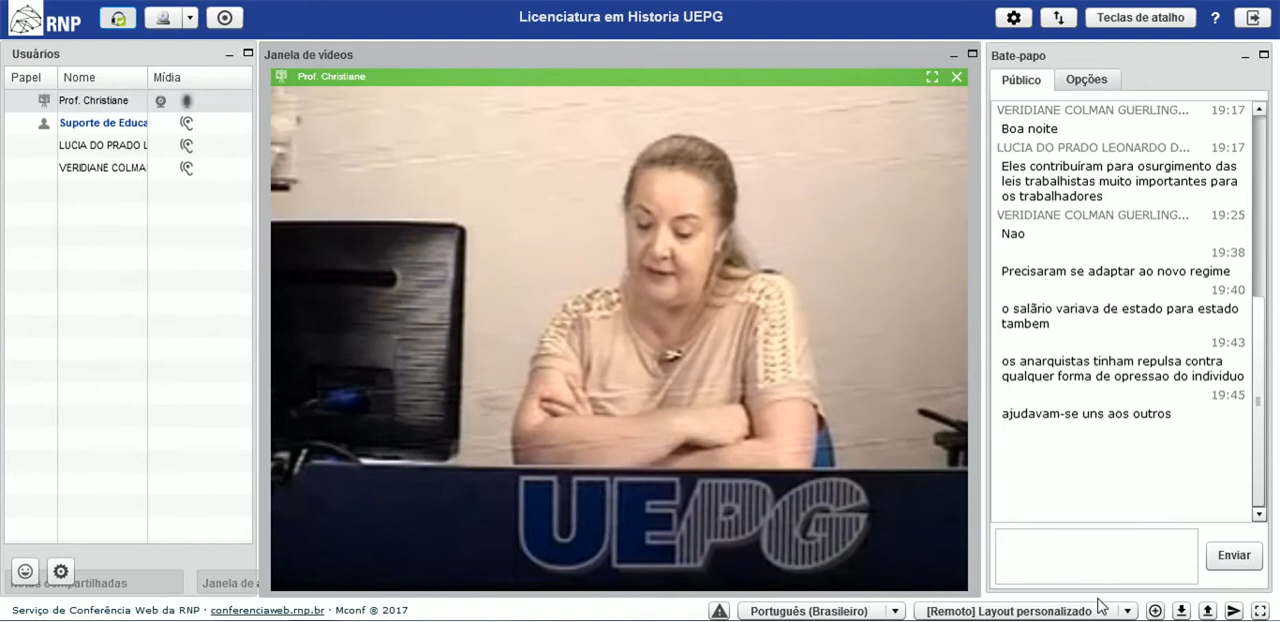 RNP
Licenciatura em Historia UEPG
Teclas de atalho
?
Usuários
Papel Nome Mídia
Prof. Christiane
Suporte de Educa
LUCIA DO PRADO L
VERIDIANE COLMA
Janela de vídeos
Prof. Christiane
UEPG
Bate-papo
Público Opções
VERIDIANE COLMAN GUERLING... 19:17
Boa noite
LUCIA DO PRADO LEONARDO D... 19:17
Eles contribuíram para osurgimento das
leis trabalhistas muito importantes para
os trabalhadores
VERIDIANE COLMAN GUERLING... 19:25
Nao
19:38
Precisaram se adaptar ao novo regime
19:40
o salãrio variava de estado para estado
tambem
19:43
os anarquistas tinham repulsa contra
qualquer forma de opressao do individuo
19:45
ajudavam-se uns aos outros
Enviar
compartilhadas
Janela de
Serviço de Conferência Web da RNP · conferenciaweb.rnp.br · Mconf ® 2017
Português (Brasileiro)
[Remoto] Layout personalizado